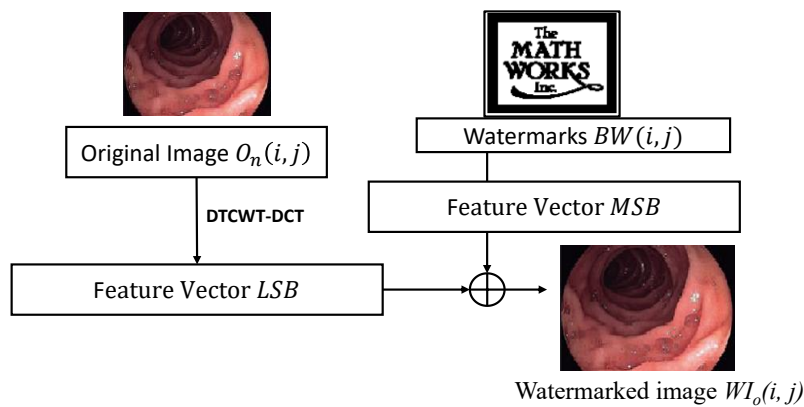 The
MATH
WORKS
Inc.
Original Image O_n(i,j)
Watermarks BW(i,j)
DTCWT-DCT
Feature Vector MSB
Feature Vector LSB
Watermarked image WI_o(i, j)